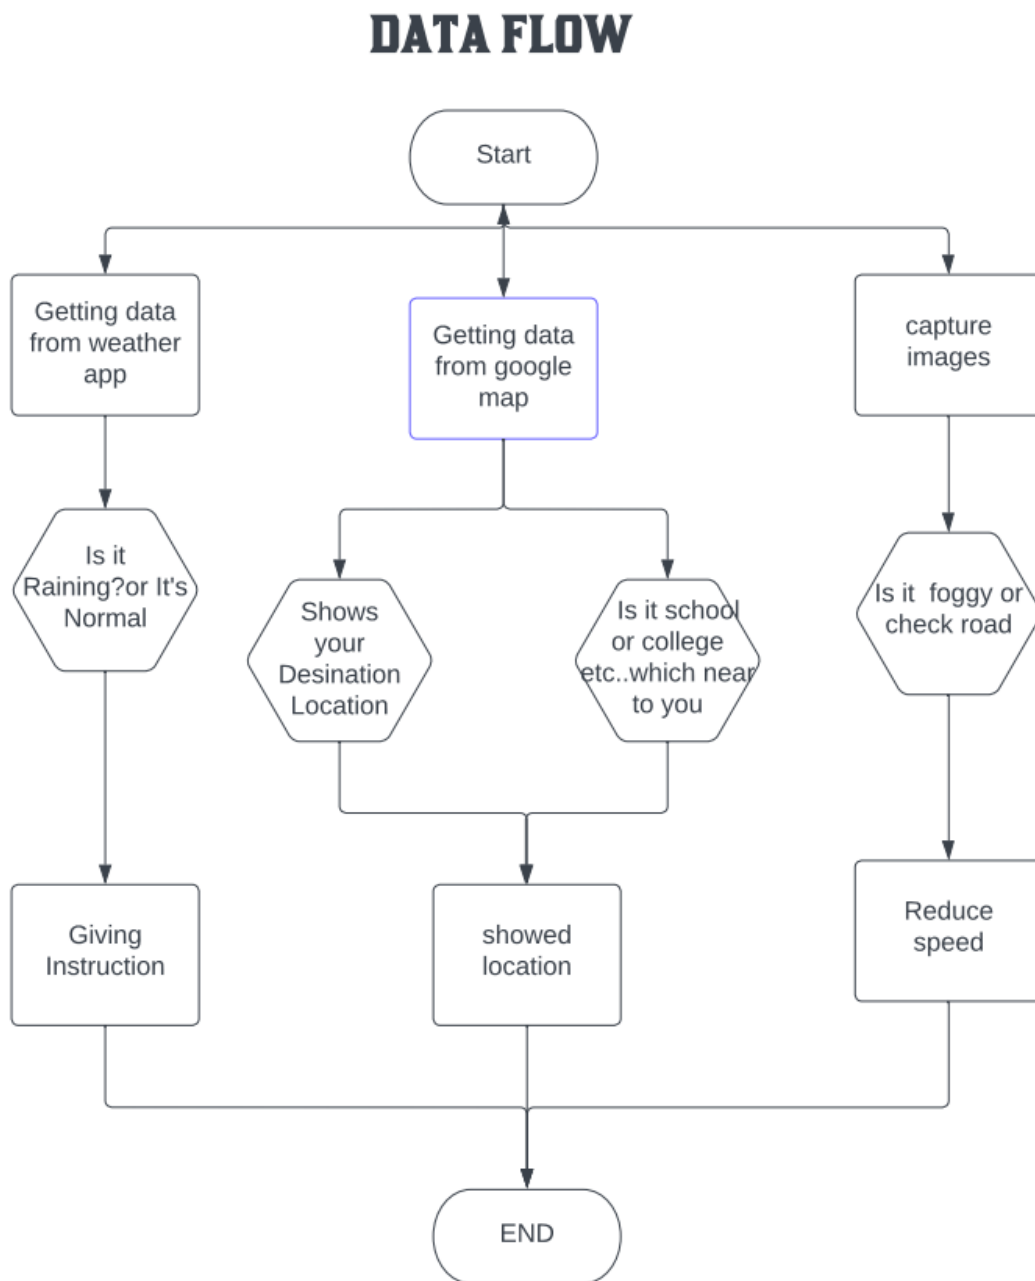 DATA FLOW
Start
Getting data
from weather
app
Getting data
from google
map
capture
images
Is it
Raining?or It's
Normal
Shows
your
Desination
Location
Is it school
or college
etc..which near
to you
Is it  foggy or
check road
Giving
Instruction
showed
location
Reduce
speed
END